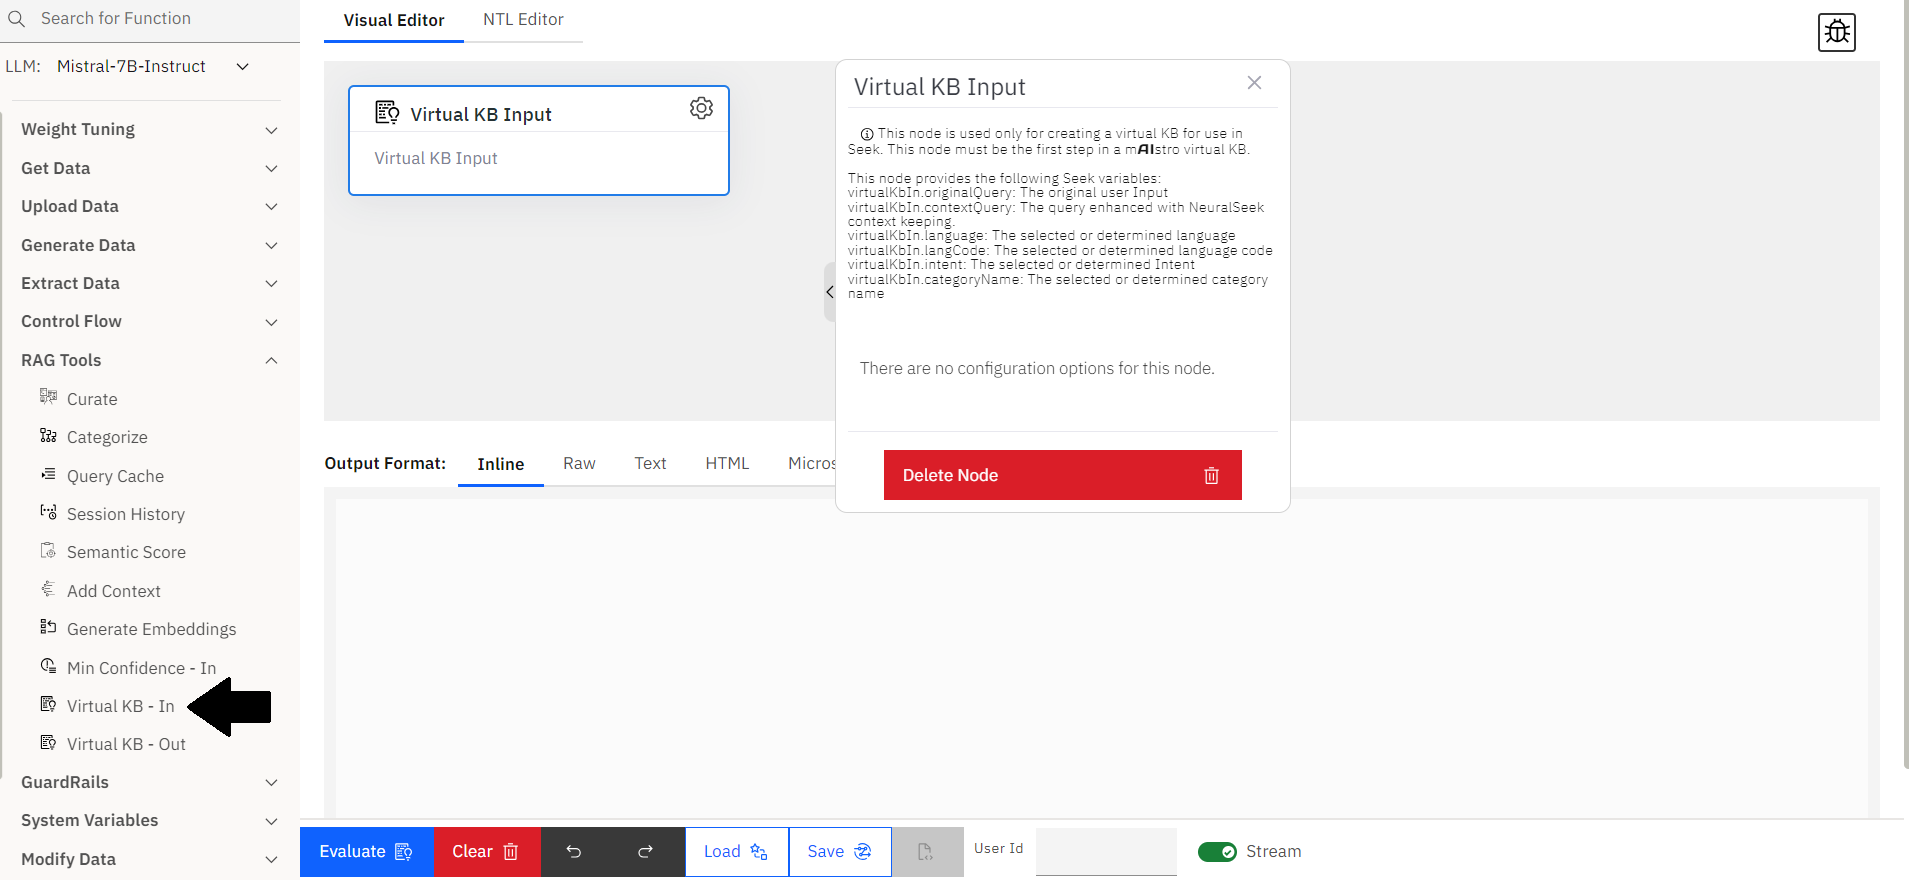 Search for Function
LLM: Mistral-7B-Instruct
Weight Tuning
Get Data
Upload Data
Generate Data
Extract Data
Control Flow
RAG Tools
Curate
Categorize
Query Cache
Session History
Semantic Score
Add Context
Generate Embeddings
Min Confidence - In
Virtual KB - In
Virtual KB - Out
GuardRails
System Variables
Modify Data
Visual Editor
NTL Editor
Virtual KB Input
Virtual KB Input
Virtual KB Input
This node is used only for creating a virtual KB for use in
Seek. This node must be the first step in a mAIstro virtual KB.
This node provides the following Seek variables:
virtualKbIn.originalQuery: The original user Input
virtualKbIn.contextQuery: The query enhanced with NeuralSeek
context keeping.
virtualKbIn.language: The selected or determined language
virtualKbIn.langCode: The selected or determined language code
virtualKbIn.intent: The selected or determined Intent
virtualKbIn.categoryName: The selected or determined category
name
There are no configuration options for this node.
Delete Node
Output Format: Inline Raw Text HTML Micros
Evaluate Clear Load Save User Id Stream